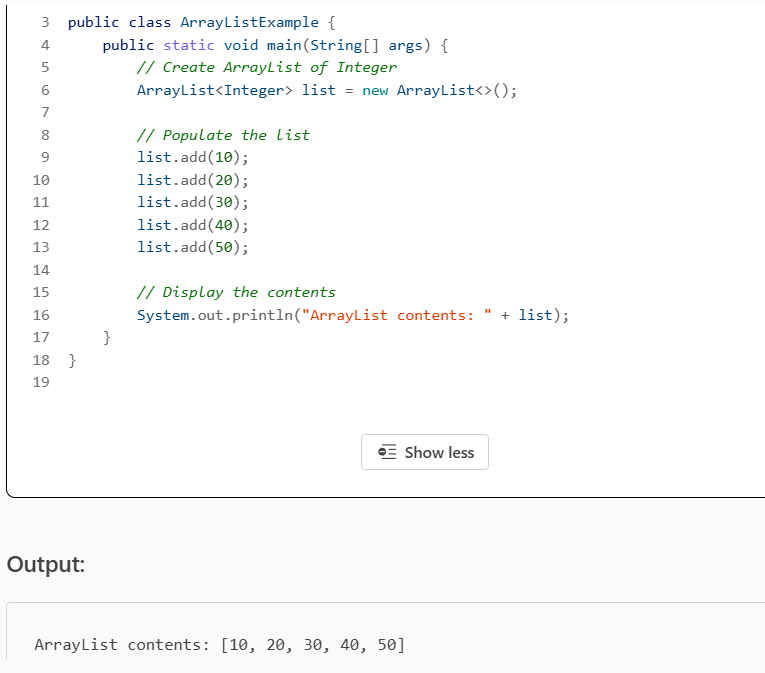 3 public class ArrayListExample {
4     public static void main(String[] args) {
5         // Create ArrayList of Integer
6         ArrayList<Integer> list = new ArrayList<>();
7
8         // Populate the list
9         list.add(10);
10         list.add(20);
11         list.add(30);
12         list.add(40);
13         list.add(50);
14
15         // Display the contents
16         System.out.println("ArrayList contents: " + list);
17     }
18 }
19
Show less
Output:
ArrayList contents: [10, 20, 30, 40, 50]